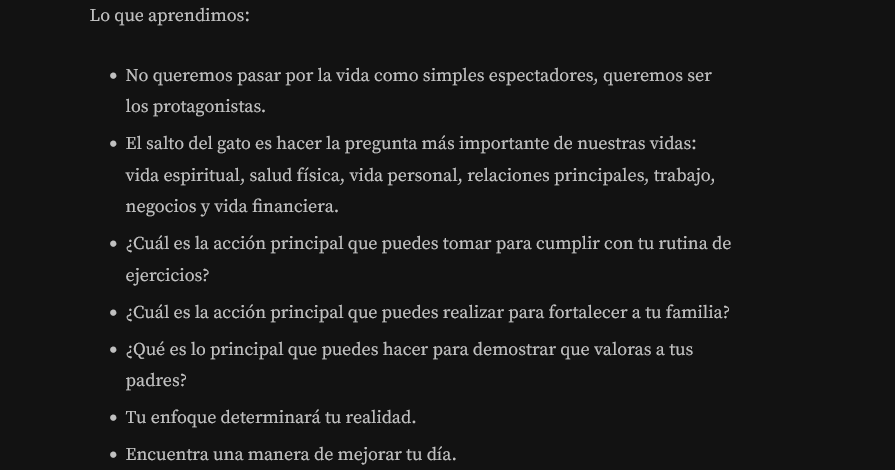 Lo que aprendimos:
• No queremos pasar por la vida como simples espectadores, queremos ser
los protagonistas.
• El salto del gato es hacer la pregunta más importante de nuestras vidas:
vida espiritual, salud física, vida personal, relaciones principales, trabajo,
negocios y vida financiera.
• ¿Cuál es la acción principal que puedes tomar para cumplir con tu rutina de
ejercicios?
• ¿Cuál es la acción principal que puedes realizar para fortalecer a tu familia?
• ¿Qué es lo principal que puedes hacer para demostrar que valoras a tus
padres?
• Tu enfoque determinará tu realidad.
• Encuentra una manera de mejorar tu día.